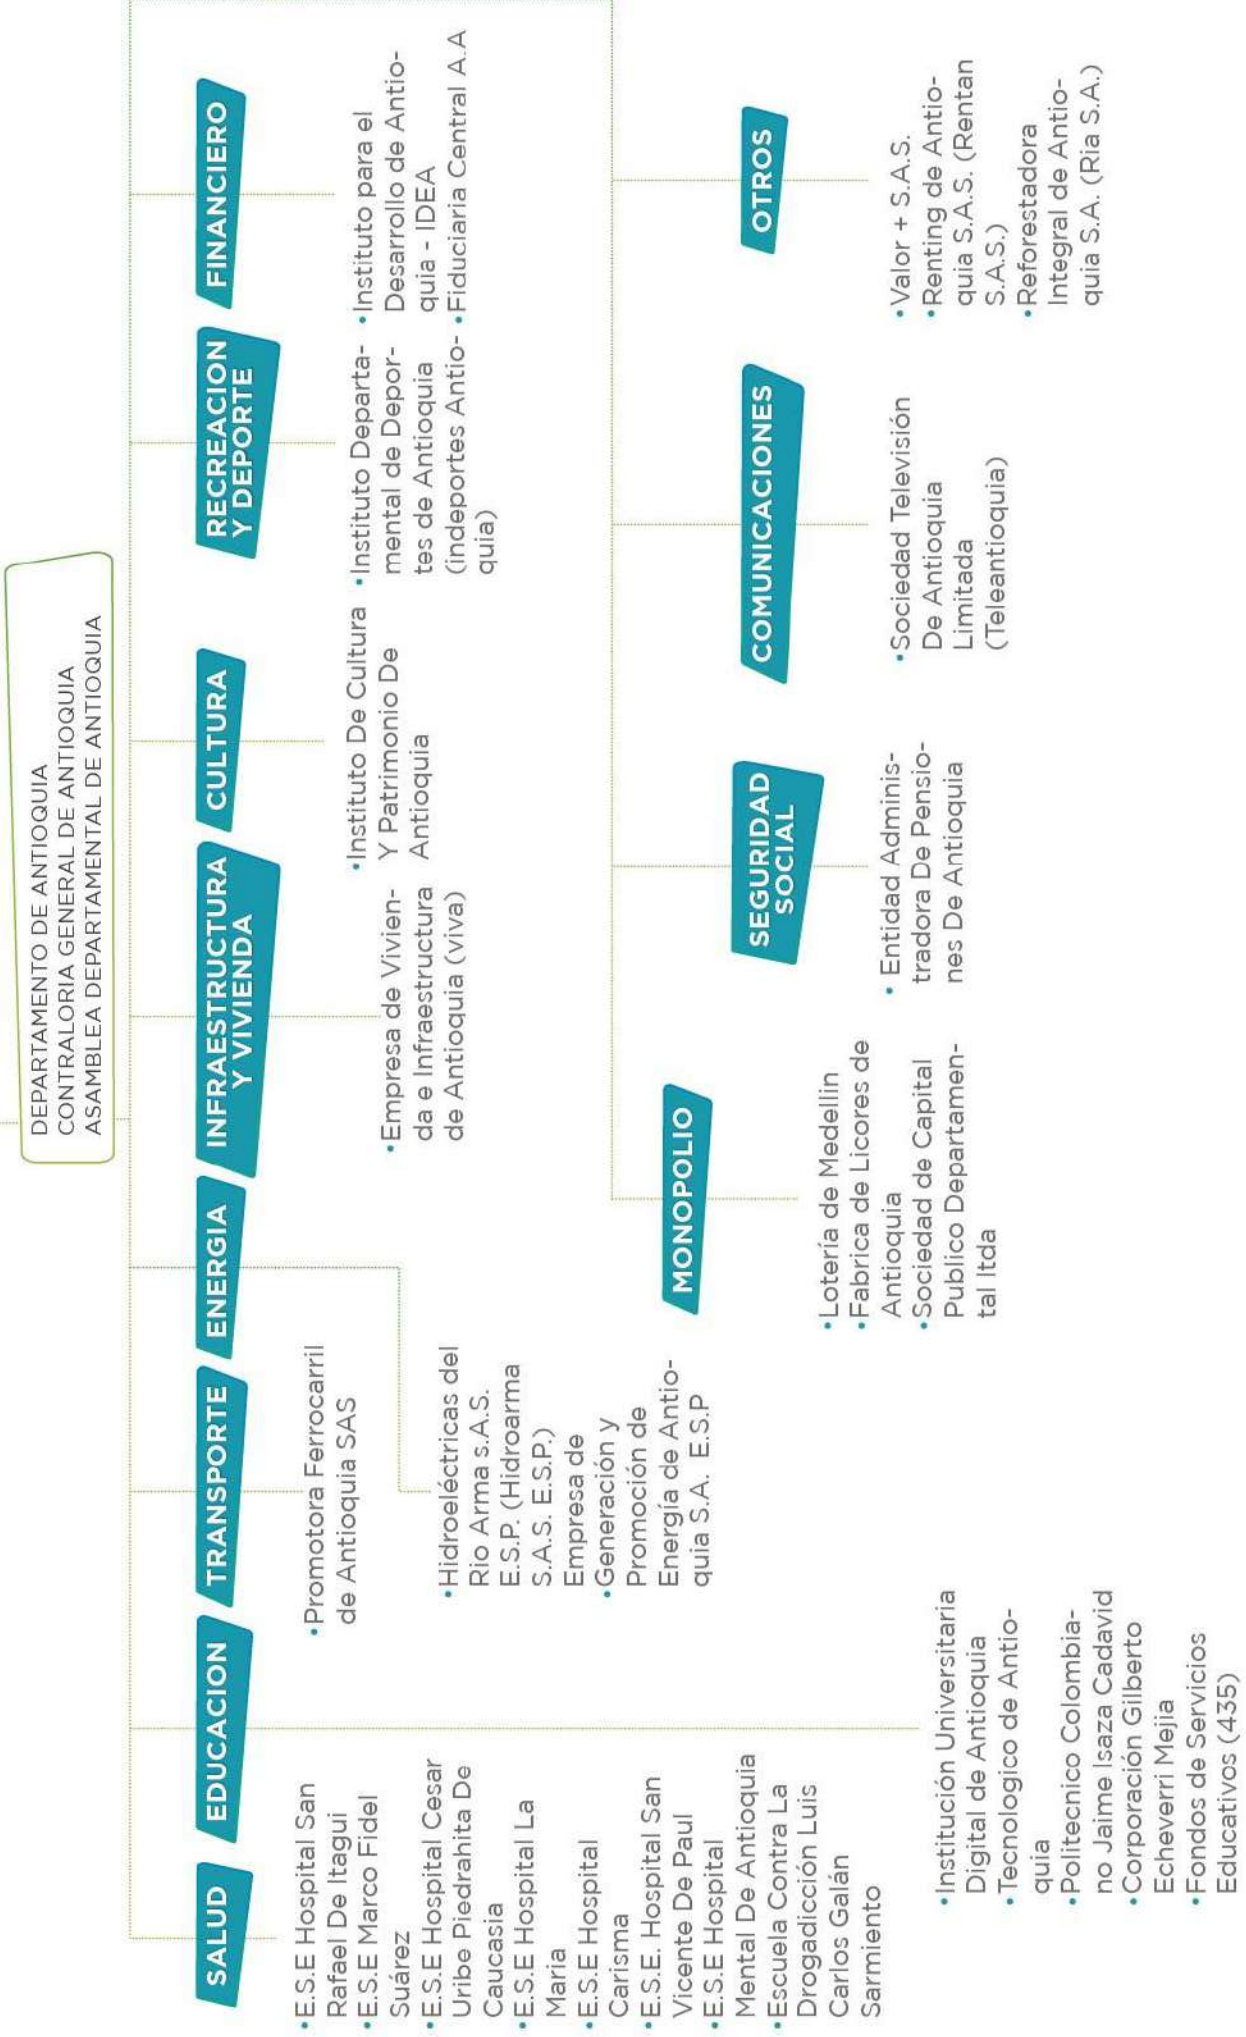 DEPARTAMENTO DE ANTIOQUIA
CONTRALORIA GENERAL DE ANTIOQUIA
ASAMBLEA DEPARTAMENTAL DE ANTIOQUIA
SALUD
•E.S.E Hospital San
Rafael De Itagui
•E.S.E Marco Fidel
Suárez
•E.S.E Hospital Cesar
Uribe Piedrahita De
Caucasia
•E.S.E Hospital La
Maria
•E.S.E Hospital
Carisma
•E.S.E. Hospital San
Vicente De Paul
•E.S.E Hospital
Mental De Antioquia
•Escuela Contra La
Drogadicción Luis
Carlos Galán
Sarmiento
EDUCACION
•Institución Universitaria
Digital de Antioquia
•Tecnologico de Antio-
quia
•Politecnico Colombia-
no Jaime Isaza Cadavid
•Corporación Gilberto
Echeverri Mejia
•Fondos de Servicios
Educativos (435)
TRANSPORTE
•Promotora Ferrocarril
de Antioquia SAS
ENERGIA
•Hidroeléctricas del
Rio Arma s.A.S.
E.S.P. (Hidroarma
S.A.S. E.S.P.)
Empresa de
•Generación y
Promoción de
Energía de Antio-
quia S.A. E.S.P
INFRAESTRUCTURA
Y VIVIENDA
•Empresa de Vivien-
da e Infraestructura
de Antioquia (viva)
CULTURA
•Instituto De Cultura
Y Patrimonio De
Antioquia
RECREACION
Y DEPORTE
•Instituto Departa-
mental de Depor-
tes de Antioquia
(indeportes Antio-
quia)
FINANCIERO
•Instituto para el
Desarrollo de Antio-
quia - IDEA
•Fiduciaria Central A.A
MONOPOLIO
•Lotería de Medellin
•Fabrica de Licores de
Antioquia
•Sociedad de Capital
Publico Departamen-
tal ltda
SEGURIDAD
SOCIAL
• Entidad Adminis-
tradora De Pensio-
nes De Antioquia
COMUNICACIONES
•Sociedad Televisión
De Antioquia
Limitada
(Teleantioquia)
OTROS
•Valor + S.A.S.
•Renting de Antio-
quia S.A.S. (Rentan
S.A.S.)
•Reforestadora
Integral de Antio-
quia S.A. (Ria S.A.)